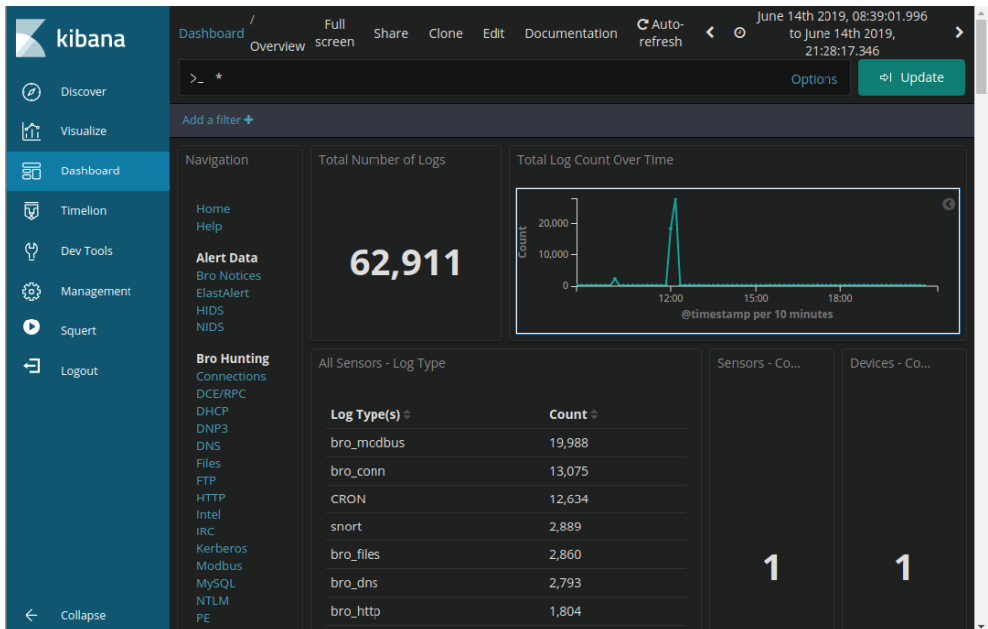 kibana
Discover
Visualize
Dashboard
Timelion
Dev Tools
Management
Squert
Logout
Collapse
Dashboard / Overview
Full screen
Share
Clone
Edit
Documentation
Auto-refresh
June 14th 2019, 08:39:01.996
to June 14th 2019,
21:28:17.346
>_ *
Options
Update
Add a filter +
Navigation
Home
Help
Alert Data
Bro Notices
ElastAlert
HIDS
NIDS
Bro Hunting
Connections
DCE/RPC
DHCP
DNP3
DNS
Files
FTP
HTTP
Intel
IRC
Kerberos
Modbus
MySQL
NTLM
PE
Total Number of Logs
62,911
Total Log Count Over Time
Count
20,000
10,000
0
12:00 15:00 18:00
@timestamp per 10 minutes
All Sensors - Log Type
Log Type(s) Count
bro_modbus 19,988
bro_conn 13,075
CRON 12,634
snort 2,889
bro_files 2,860
bro_dns 2,793
bro_http 1,804
Sensors - Co...
1
Devices - Co...
1